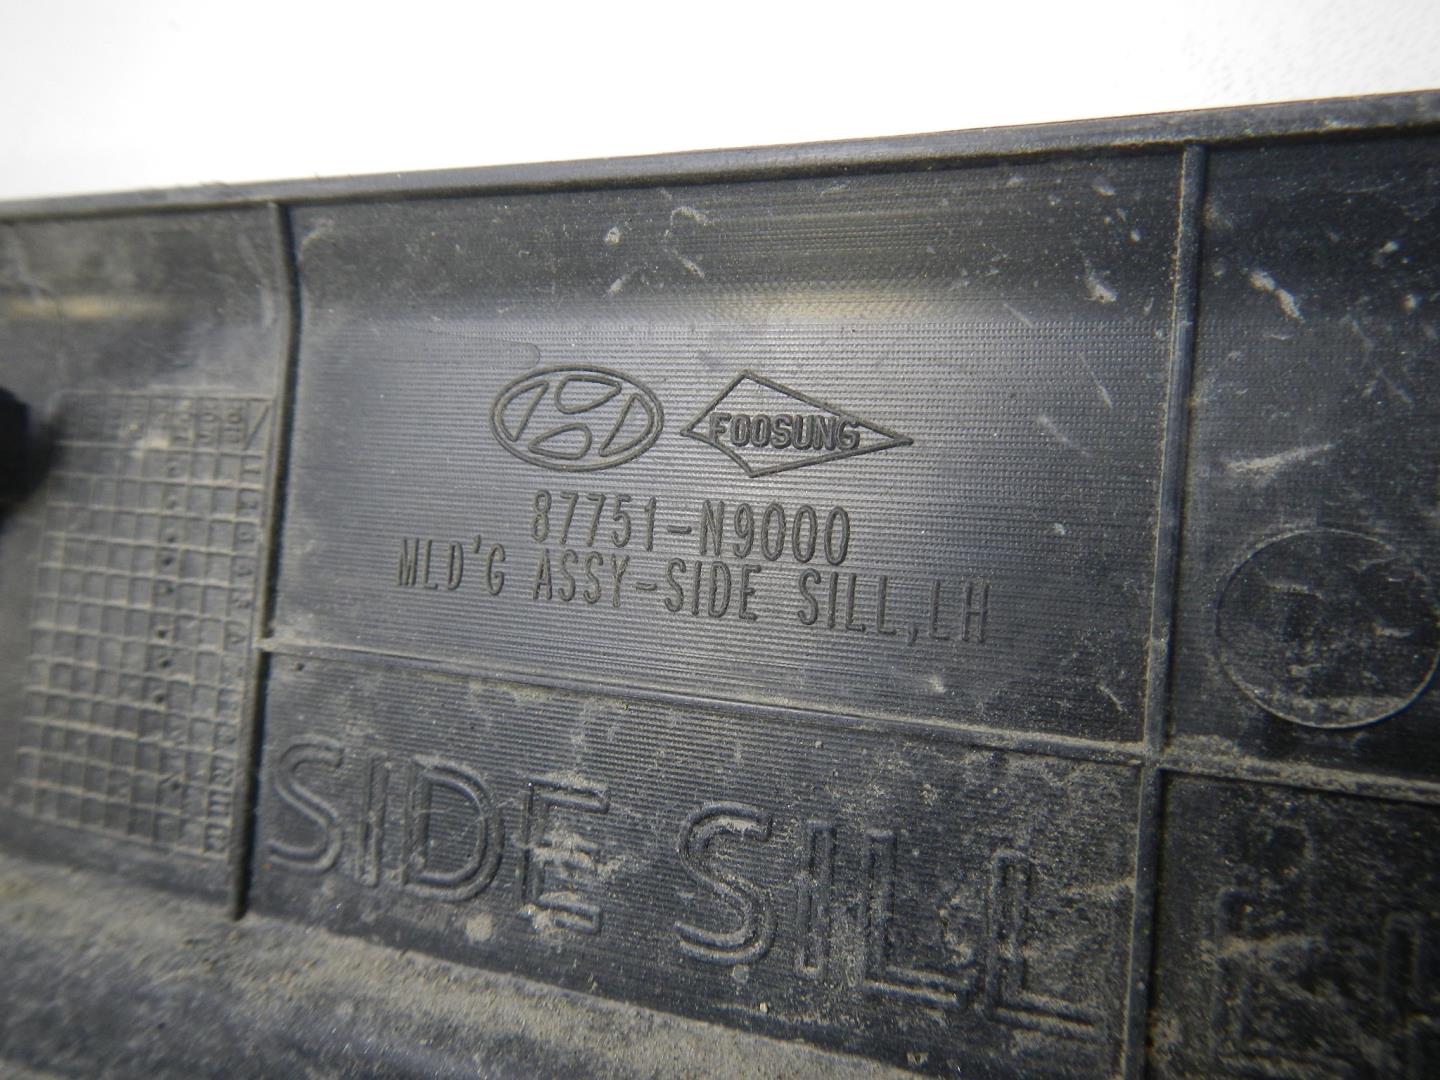 FOOSUNG
87751-N9000
MLD'G ASSY-SIDE SILL,LH
SIDE SILL